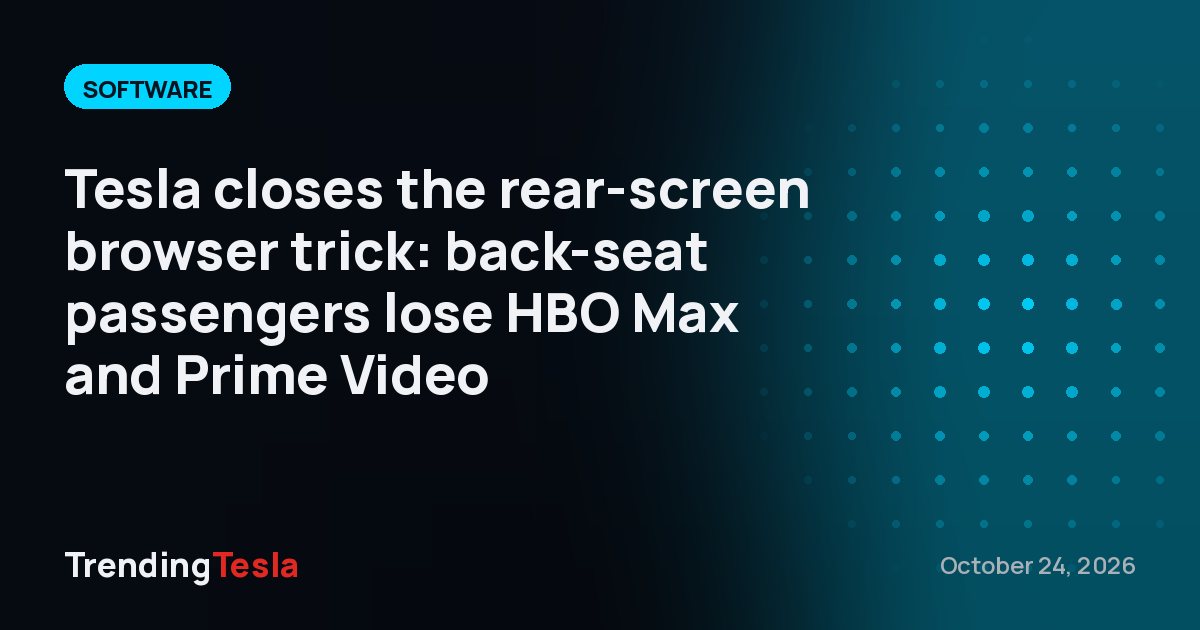 SOFTWARE
Tesla closes the rear-screen
browser trick: back-seat
passengers lose HBO Max
and Prime Video
TrendingTesla
October 24, 2026